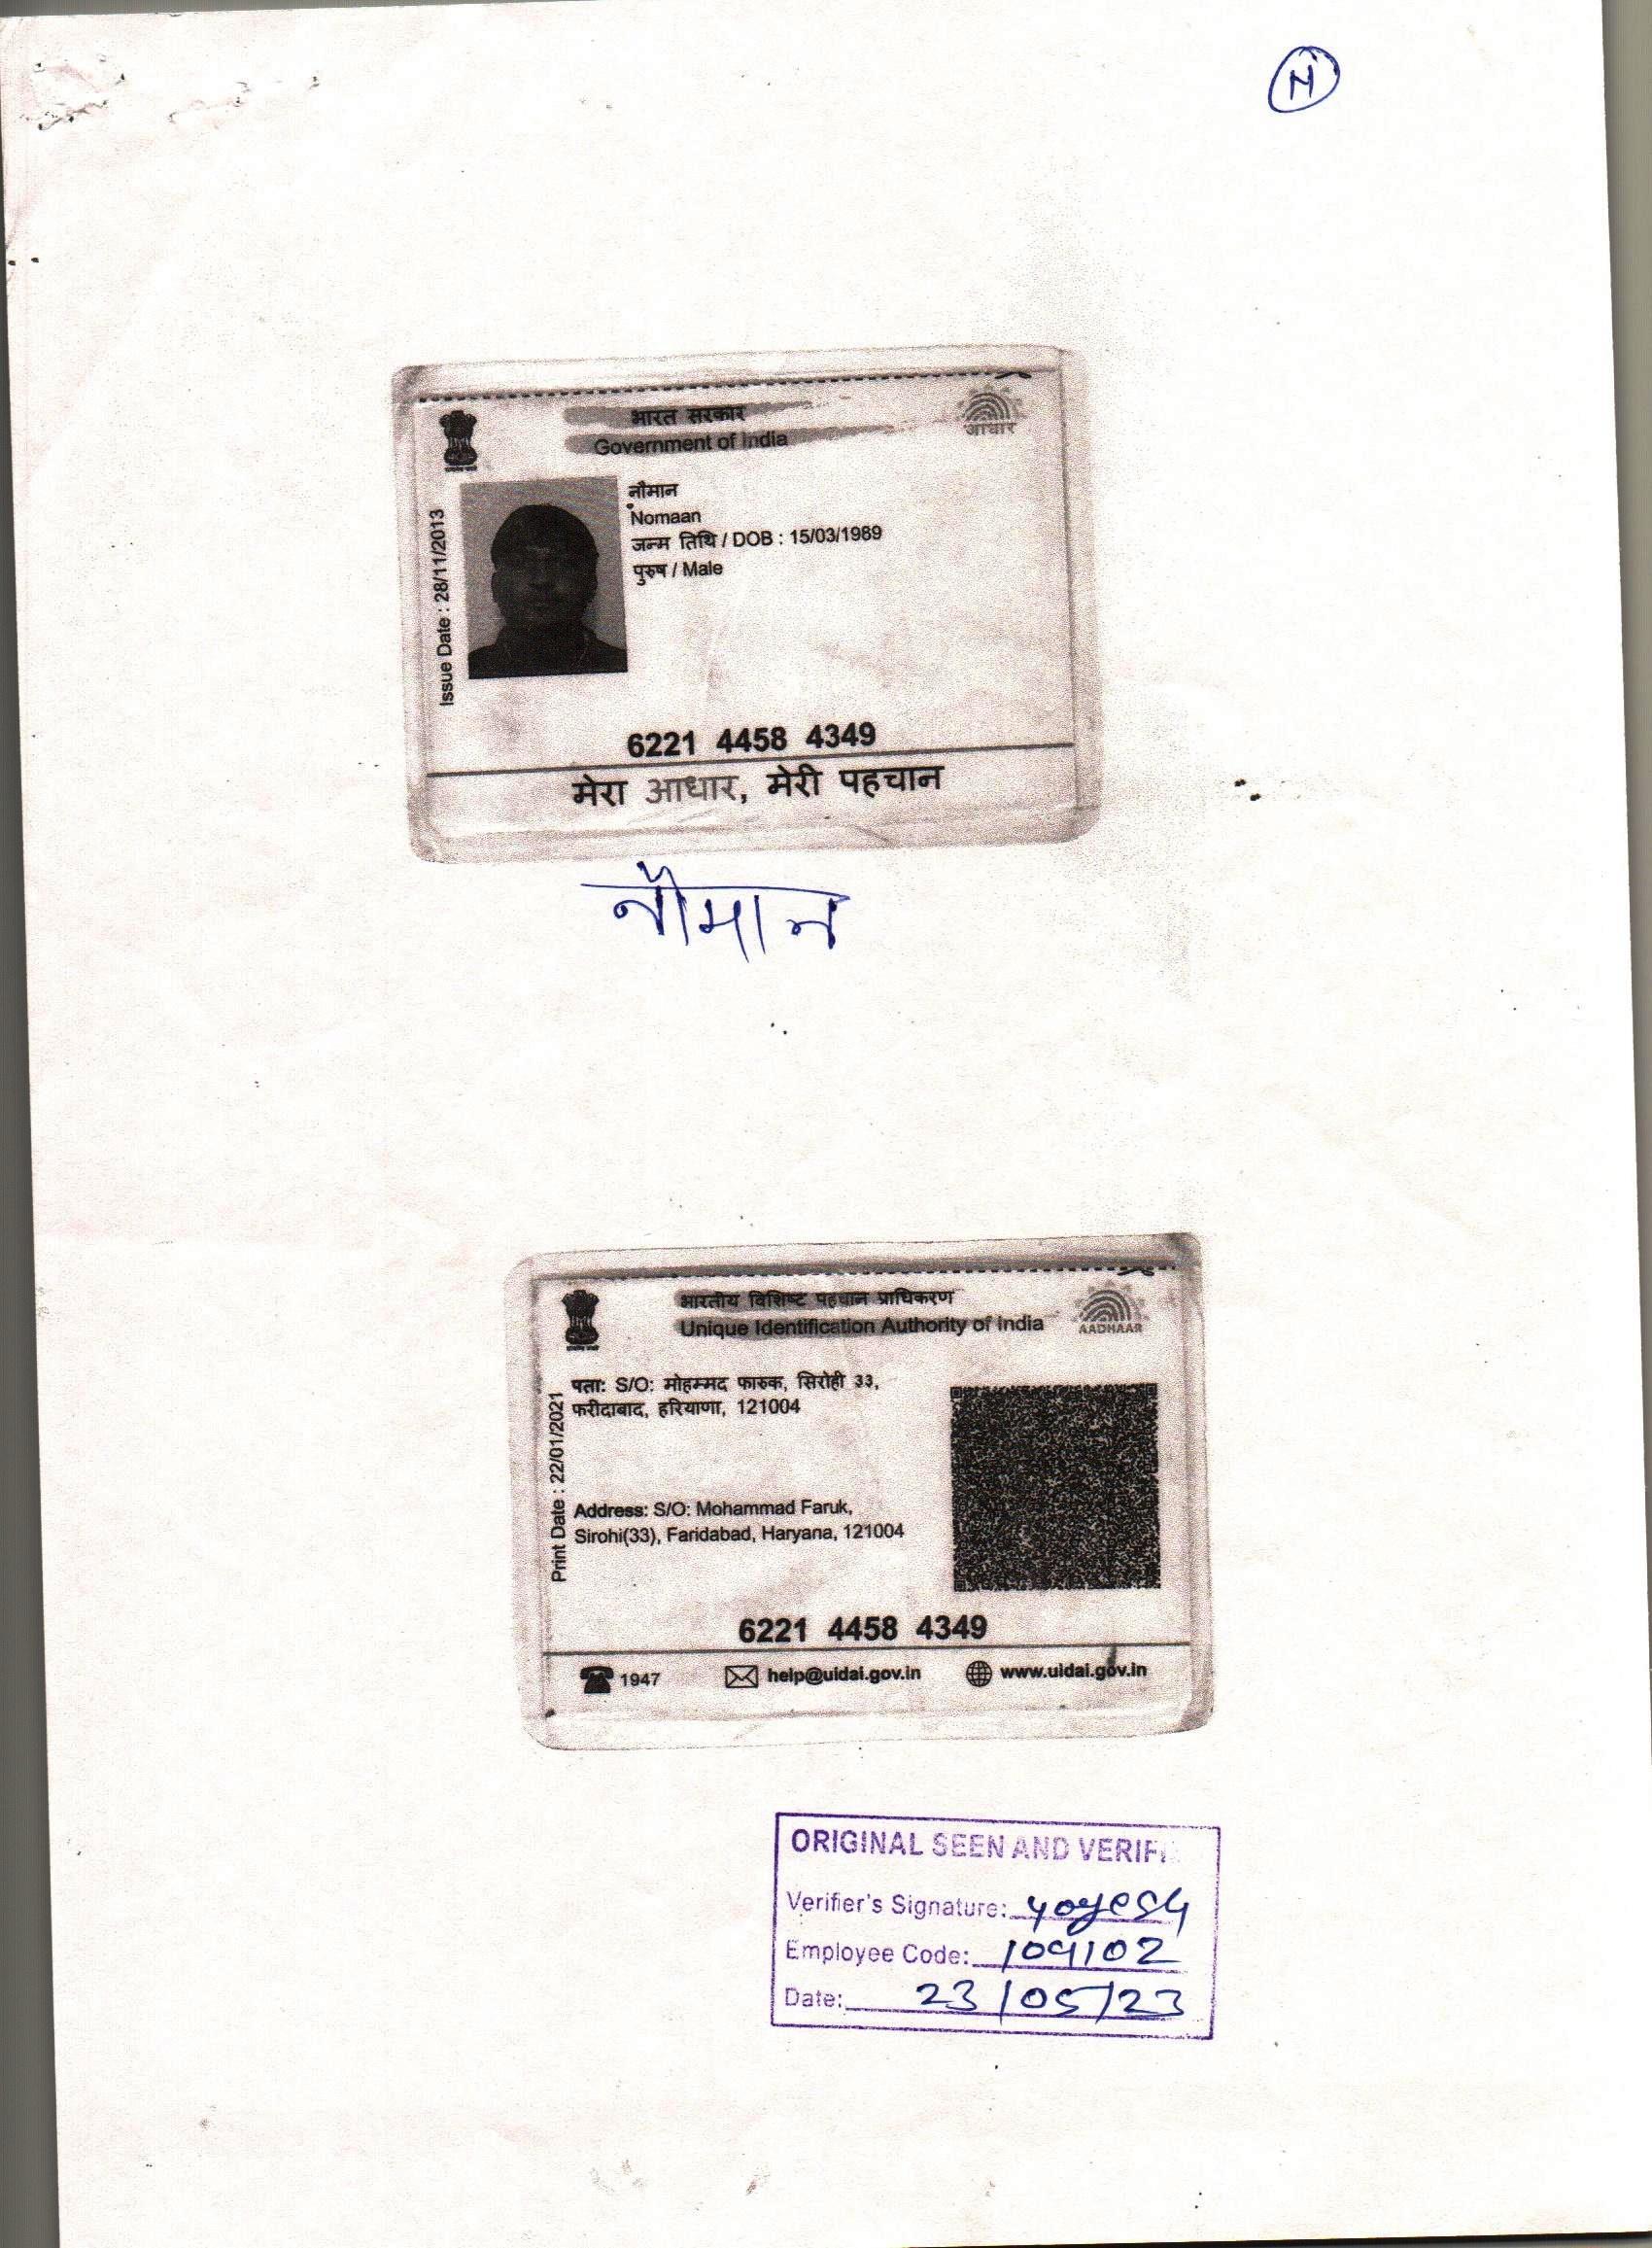 N
भारत सरकार
Government of India
आधार
Issue Date : 28/11/2013
नौमान
Nomaan
जन्म तिथि / DOB : 15/03/1989
पुरुष / Male
6221 4458 4349
मेरा आधार, मेरी पहचान
नौमान
भारतीय विशिष्ट पहचान प्राधिकरण
Unique Identification Authority of India
AADHAAR
Print Date : 22/01/2021
पता: S/O: मोहम्मद फारुक, सिरोही ३३,
फरीदाबाद, हरियाणा, 121004
Address: S/O: Mohammad Faruk,
Sirohi(33), Faridabad, Haryana, 121004
6221 4458 4349
1947 help@uidai.gov.in www.uidai.gov.in
ORIGINAL SEEN AND VERIFI
Verifier's Signature: yogesh
Employee Code: 109102
Date: 23/05/23